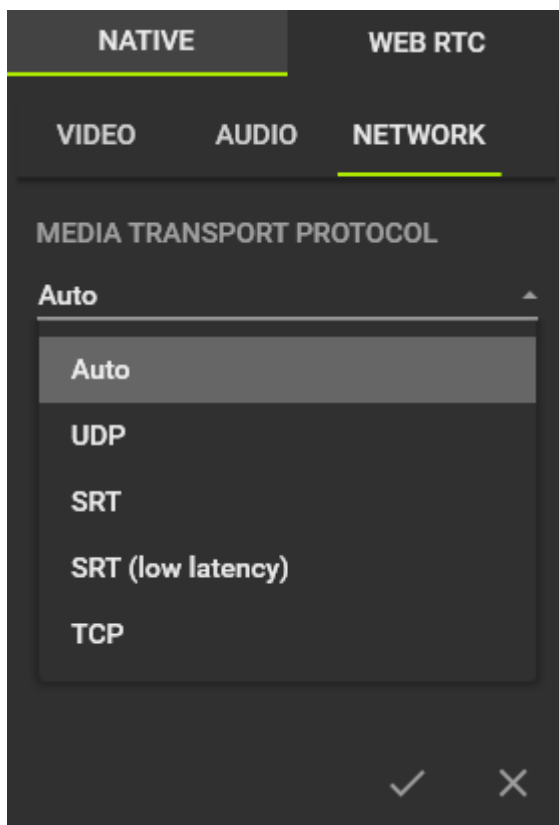 NATIVE WEB RTC
VIDEO AUDIO NETWORK
MEDIA TRANSPORT PROTOCOL
Auto
Auto
UDP
SRT
SRT (low latency)
TCP